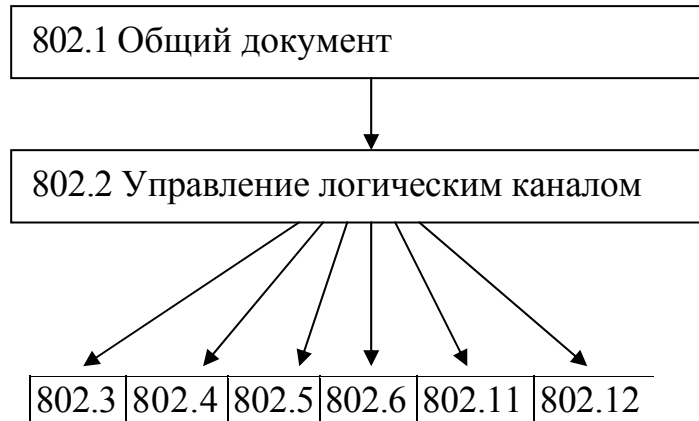 802.1 Общий документ
802.2 Управление логическим каналом
802.3 802.4 802.5 802.6 802.11 802.12